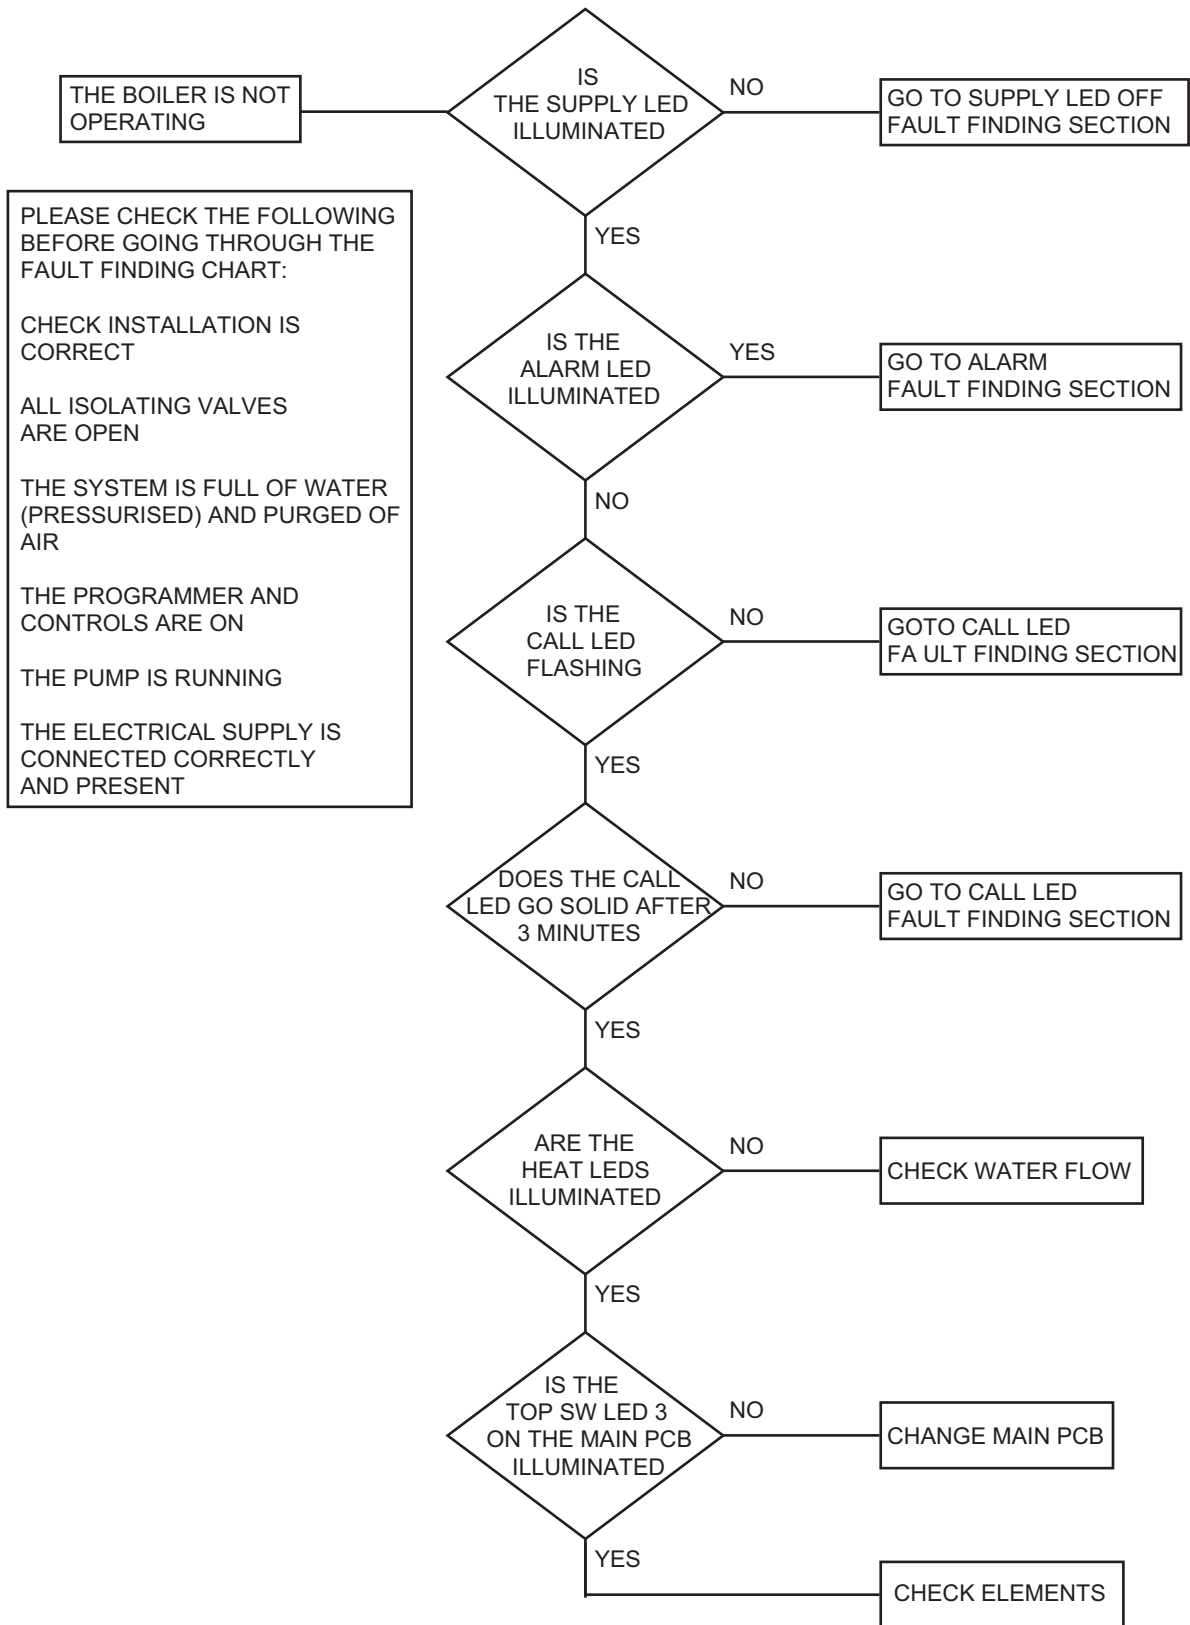 THE BOILER IS NOT
OPERATING
IS
THE SUPPLY LED
ILLUMINATED
NO
GO TO SUPPLY LED OFF
FAULT FINDING SECTION
PLEASE CHECK THE FOLLOWING
BEFORE GOING THROUGH THE
FAULT FINDING CHART:
CHECK INSTALLATION IS
CORRECT
ALL ISOLATING VALVES
ARE OPEN
THE SYSTEM IS FULL OF WATER
(PRESSURISED) AND PURGED OF
AIR
THE PROGRAMMER AND
CONTROLS ARE ON
THE PUMP IS RUNNING
THE ELECTRICAL SUPPLY IS
CONNECTED CORRECTLY
AND PRESENT
YES
IS THE
ALARM LED
ILLUMINATED
YES
GO TO ALARM
FAULT FINDING SECTION
NO
IS THE
CALL LED
FLASHING
NO
GOTO CALL LED
FA ULT FINDING SECTION
YES
DOES THE CALL
LED GO SOLID AFTER
3 MINUTES
NO
GO TO CALL LED
FAULT FINDING SECTION
YES
ARE THE
HEAT LEDS
ILLUMINATED
NO
CHECK WATER FLOW
YES
IS THE
TOP SW LED 3
ON THE MAIN PCB
ILLUMINATED
NO
CHANGE MAIN PCB
YES
CHECK ELEMENTS